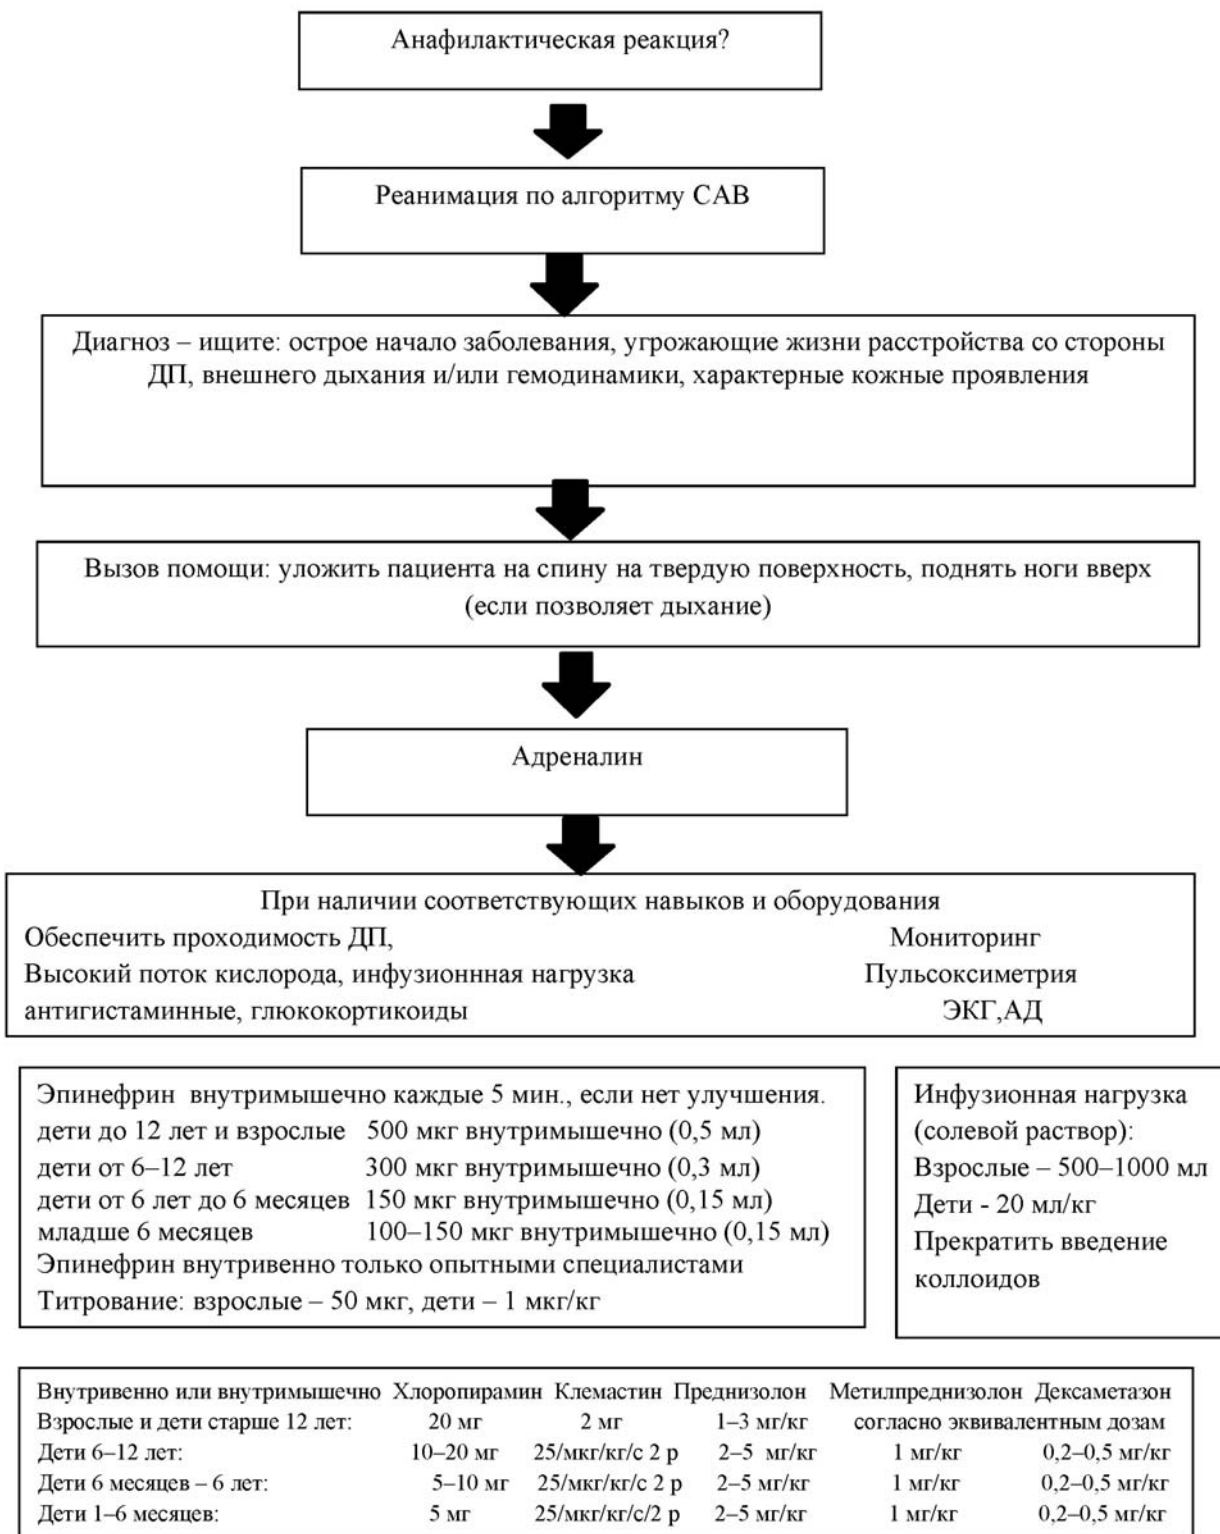 Анафилактическая реакция?
Реанимация по алгоритму САВ
Диагноз – ищите: острое начало заболевания, угрожающие жизни расстройства со стороны
ДП, внешнего дыхания и/или гемодинамики, характерные кожные проявления
Вызов помощи: уложить пациента на спину на твердую поверхность, поднять ноги вверх
(если позволяет дыхание)
Адреналин
При наличии соответствующих навыков и оборудования
Обеспечить проходимость ДП, Мониторинг
Высокий поток кислорода, инфузионнная нагрузка Пульсоксиметрия
антигистаминные, глюкокортикоиды ЭКГ,АД
Эпинефрин внутримышечно каждые 5 мин., если нет улучшения.
дети до 12 лет и взрослые 500 мкг внутримышечно (0,5 мл)
дети от 6–12 лет 300 мкг внутримышечно (0,3 мл)
дети от 6 лет до 6 месяцев 150 мкг внутримышечно (0,15 мл)
младше 6 месяцев 100–150 мкг внутримышечно (0,15 мл)
Эпинефрин внутривенно только опытными специалистами
Титрование: взрослые – 50 мкг, дети – 1 мкг/кг
Инфузионная нагрузка
(солевой раствор):
Взрослые – 500–1000 мл
Дети - 20 мл/кг
Прекратить введение
коллоидов
Внутривенно или внутримышечно Хлоропирамин Клемастин Преднизолон Метилпреднизолон Дексаметазон
Взрослые и дети старше 12 лет: 20 мг 2 мг 1–3 мг/кг согласно эквивалентным дозам
Дети 6–12 лет: 10–20 мг 25/мкг/кг/с 2 р 2–5 мг/кг 1 мг/кг 0,2–0,5 мг/кг
Дети 6 месяцев – 6 лет: 5–10 мг 25/мкг/кг/с 2 р 2–5 мг/кг 1 мг/кг 0,2–0,5 мг/кг
Дети 1–6 месяцев: 5 мг 25/мкг/кг/с/2 р 2–5 мг/кг 1 мг/кг 0,2–0,5 мг/кг